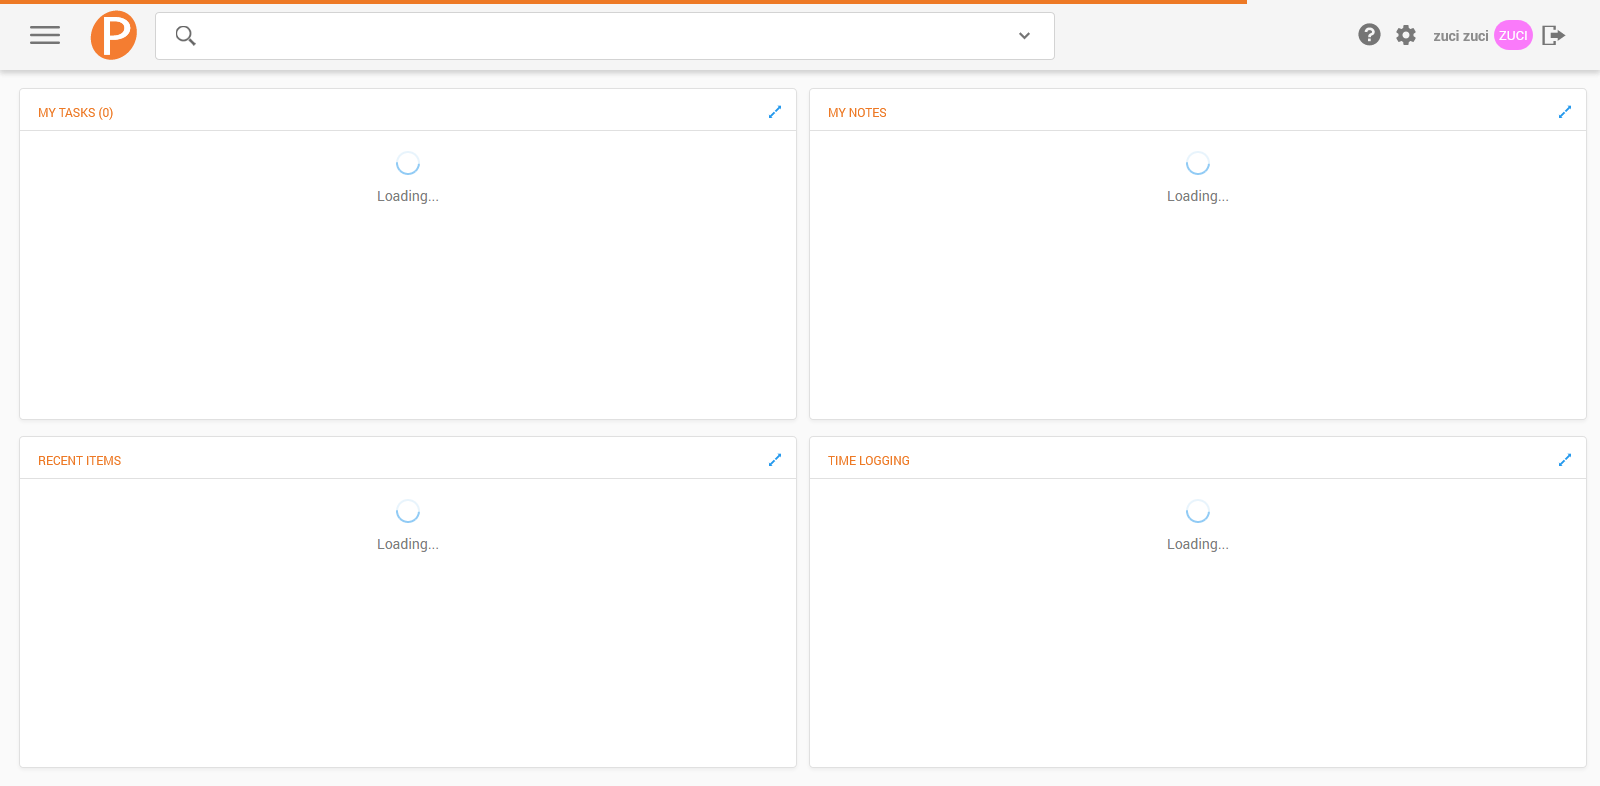 P
zuci zuci ZUCI
MY TASKS (0)
Loading...
MY NOTES
Loading...
RECENT ITEMS
Loading...
TIME LOGGING
Loading...